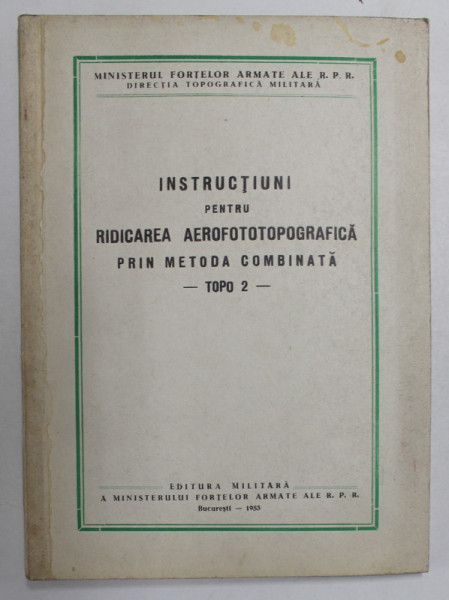 MINISTERUL FORȚELOR ARMATE ALE R. P. R.
DIRECȚIA TOPOGRAFICĂ MILITARĂ
INSTRUCȚIUNI
PENTRU
RIDICAREA AEROFOTOTOPOGRAFICĂ
PRIN METODA COMBINATĂ
— TOPO 2 —
EDITURA MILITARĂ
A MINISTERULUI FORȚELOR ARMATE ALE R. P. R.
București — 1953